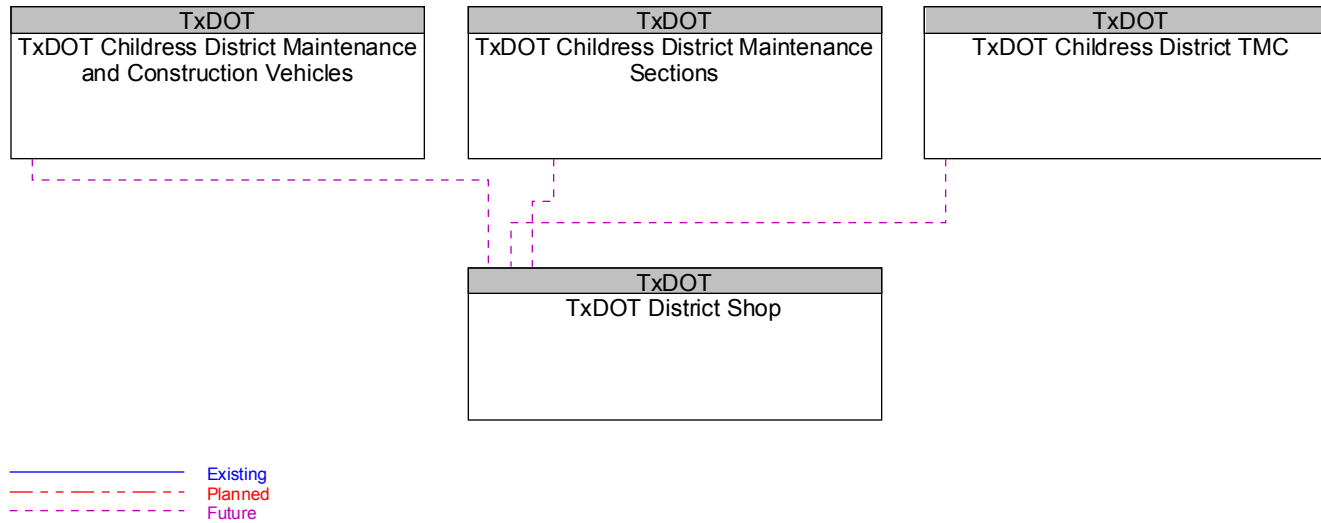 TxDOT
TxDOT Childress District Maintenance
and Construction Vehicles
TxDOT
TxDOT Childress District Maintenance
Sections
TxDOT
TxDOT Childress District TMC
TxDOT
TxDOT District Shop
Existing
Planned
Future